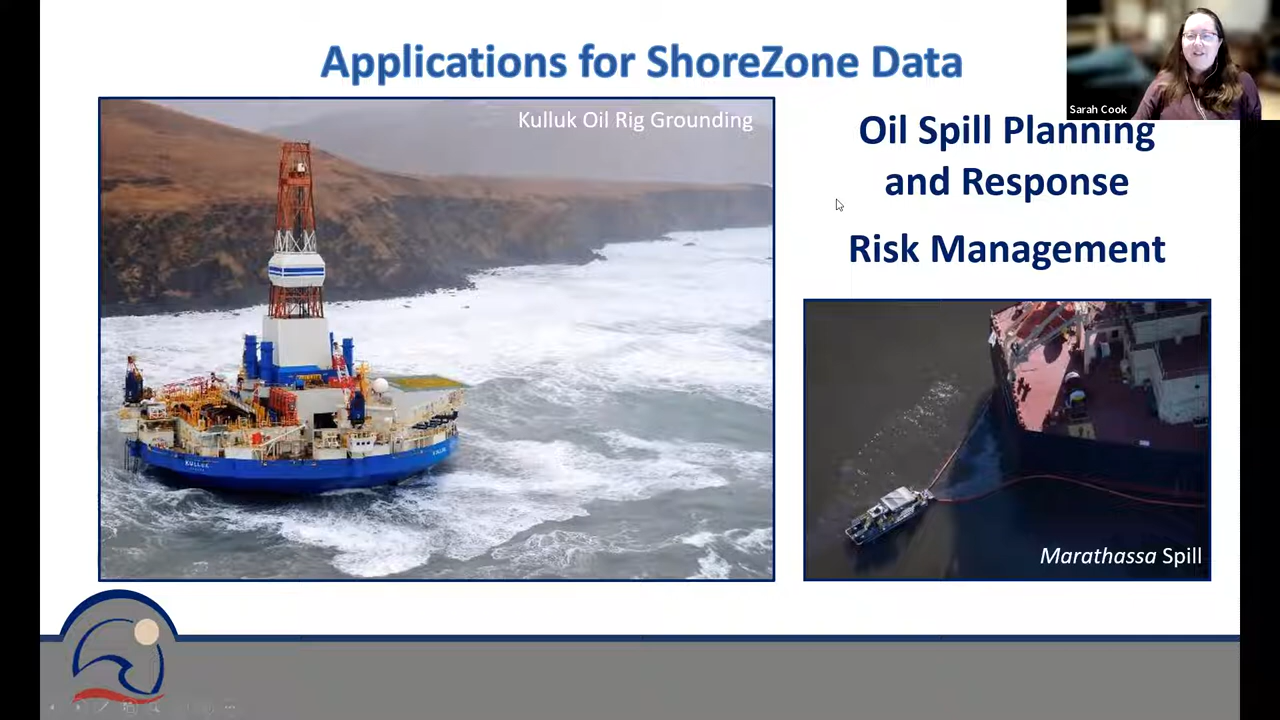 Applications for ShoreZone Data
Sarah Cook
Kulluk Oil Rig Grounding
Oil Spill Planning
and Response
Risk Management
KULLUK
Marathassa Spill